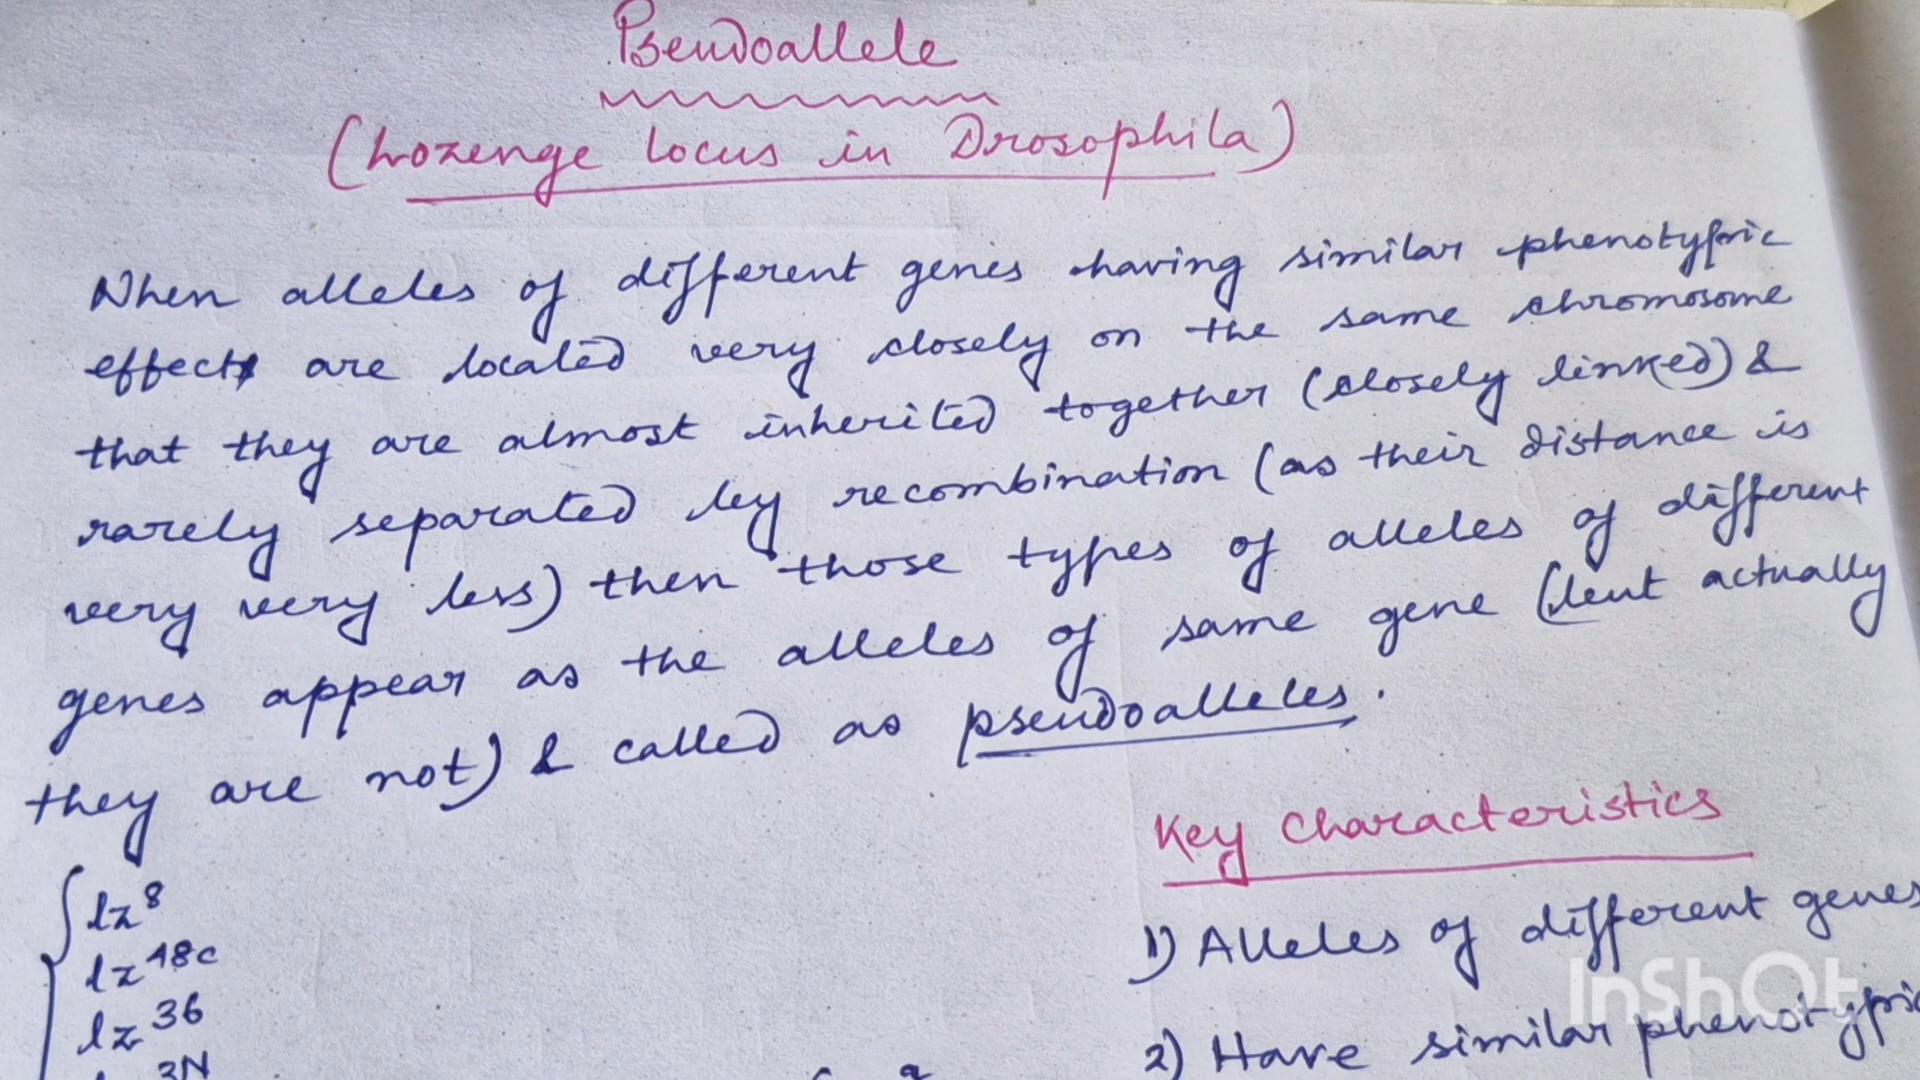 Pseudoallele
(Lozenge locus in Drosophila)
When alleles of different genes having similar phenotypic
effects are located very closely on the same chromosome
that they are almost inherited together (closely linked) &
rarely separated by recombination (as their distance is
very very less) then those types of alleles of different
genes appear as the alleles of same gene (but actually
they are not) & called as pseudoalleles.
Key Characteristics
1) Alleles of different genes
2) Have similar phenotypic
lz⁸
lz⁴⁸ᶜ
lz³⁶
3N
InShOt